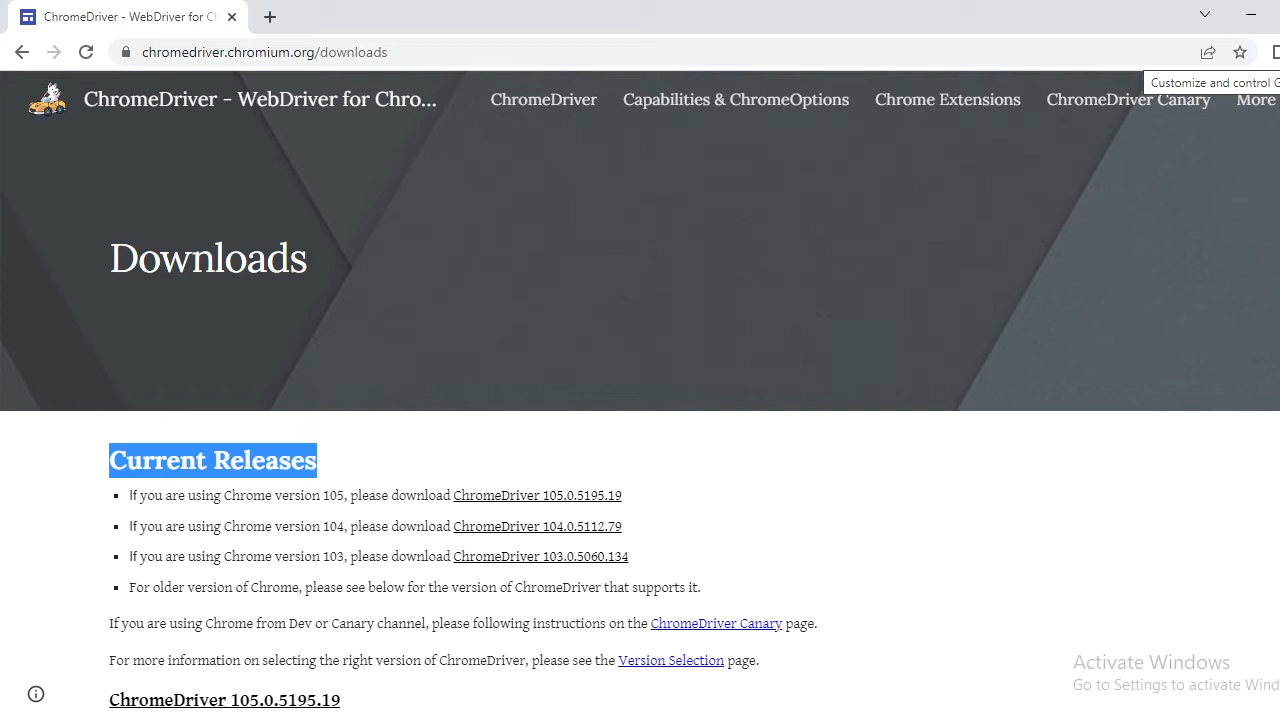 ChromeDriver - WebDriver for Ch
chromedriver.chromium.org/downloads
Customize and control G
ChromeDriver - WebDriver for Chro...
ChromeDriver
Capabilities & ChromeOptions
Chrome Extensions
ChromeDriver Canary
More
Downloads
Current Releases
If you are using Chrome version 105, please download ChromeDriver 105.0.5195.19
If you are using Chrome version 104, please download ChromeDriver 104.0.5112.79
If you are using Chrome version 103, please download ChromeDriver 103.0.5060.134
For older version of Chrome, please see below for the version of ChromeDriver that supports it.
If you are using Chrome from Dev or Canary channel, please following instructions on the ChromeDriver Canary page.
For more information on selecting the right version of ChromeDriver, please see the Version Selection page.
Activate Windows
Go to Settings to activate Wind
ChromeDriver 105.0.5195.19